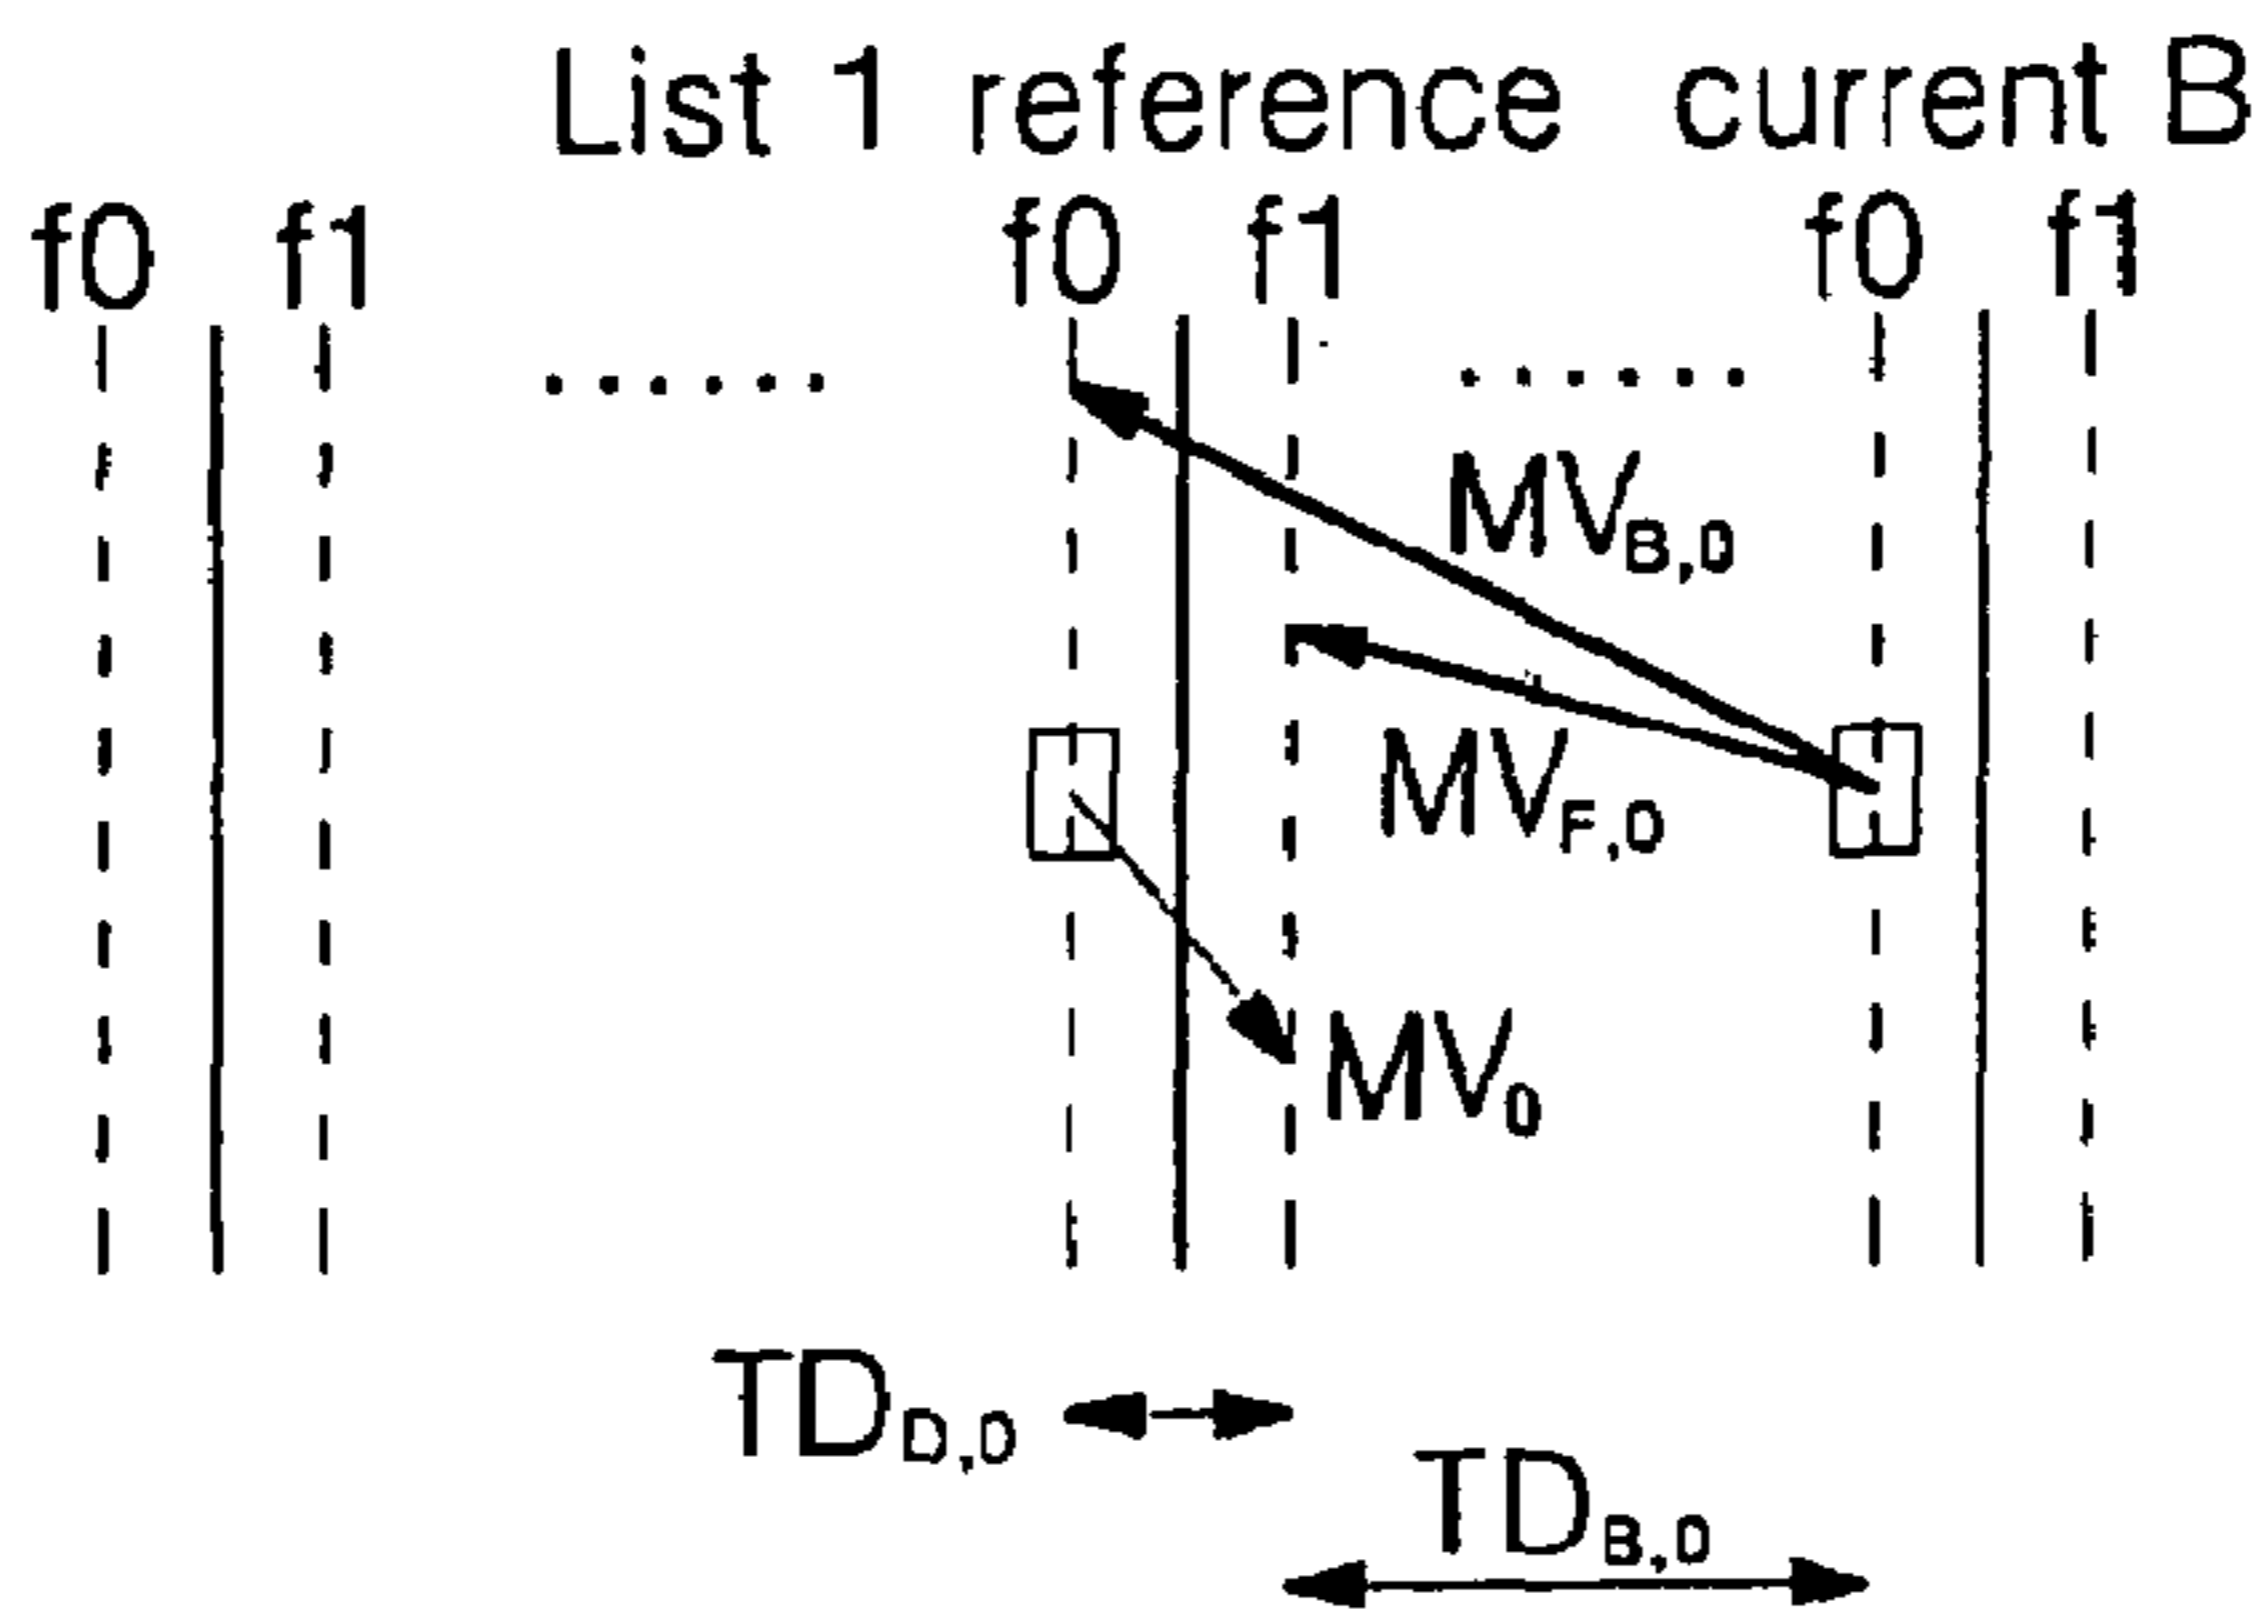 List 1 reference current B
f0 f1 f0 f1 f0 f1
MV_B,0
MV_F,0
MV_0
TD_D,0
TD_B,0